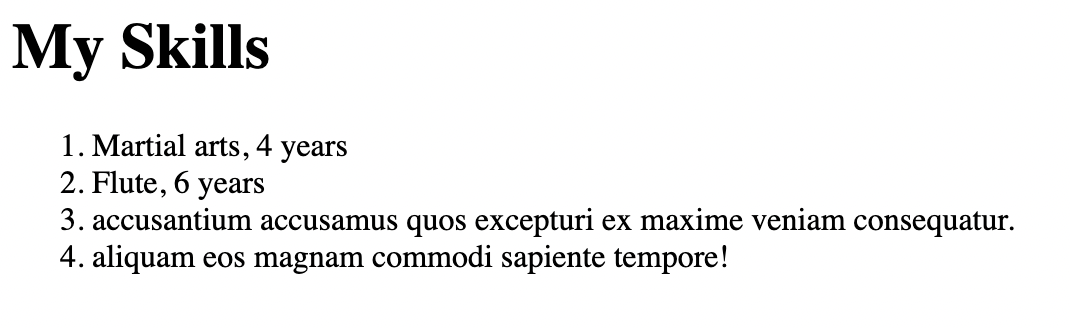 My Skills
1. Martial arts, 4 years
2. Flute, 6 years
3. accusantium accusamus quos excepturi ex maxime veniam consequatur.
4. aliquam eos magnam commodi sapiente tempore!